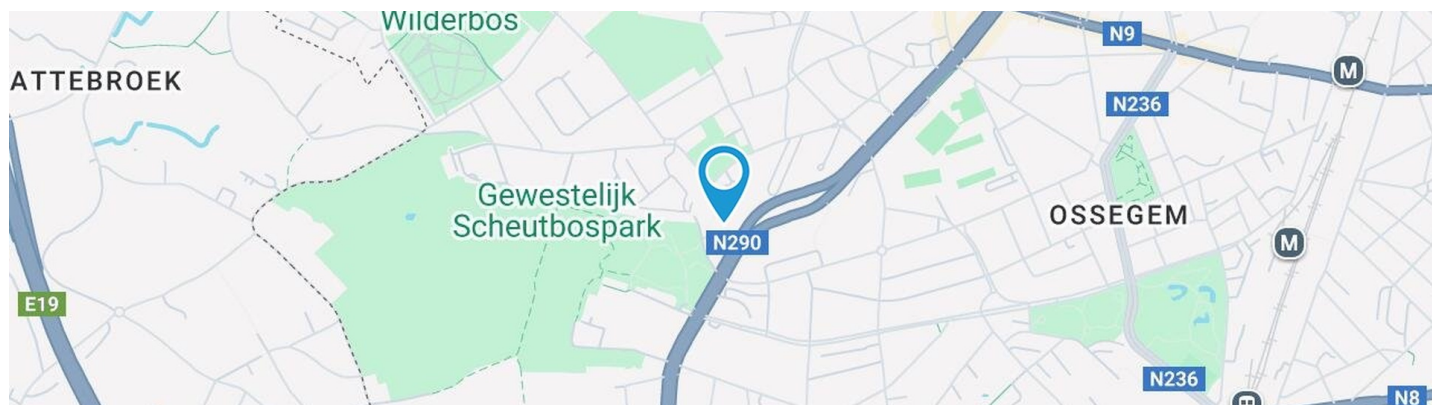 Wilderbos
N9
M
ATTEBROEK
N236
Gewestelijk
Scheutbospark
OSSEGEM
N290
M
E19
N236
N8